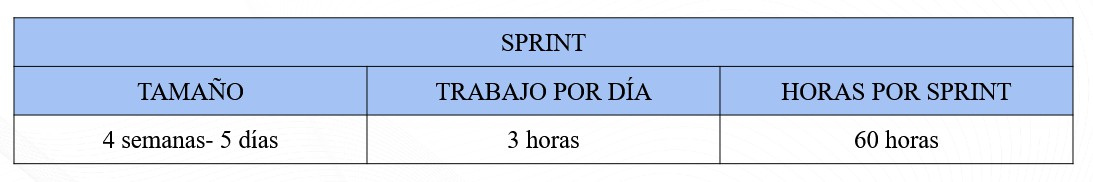 SPRINT
TAMAÑO TRABAJO POR DÍA HORAS POR SPRINT
4 semanas- 5 días 3 horas 60 horas